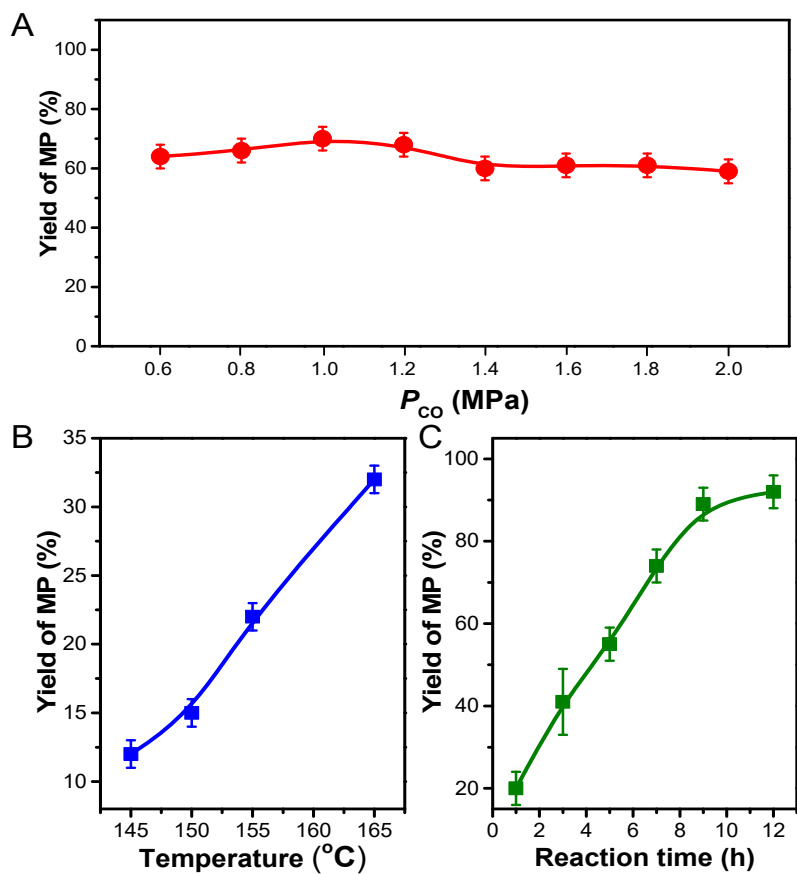 A
Yield of MP (%)
100
80
60
40
20
0
0.6 0.8 1.0 1.2 1.4 1.6 1.8 2.0
P_CO (MPa)
B
Yield of MP (%)
35
30
25
20
15
10
145 150 155 160 165
Temperature (°C)
C
Yield of MP (%)
100
80
60
40
20
0 2 4 6 8 10 12
Reaction time (h)